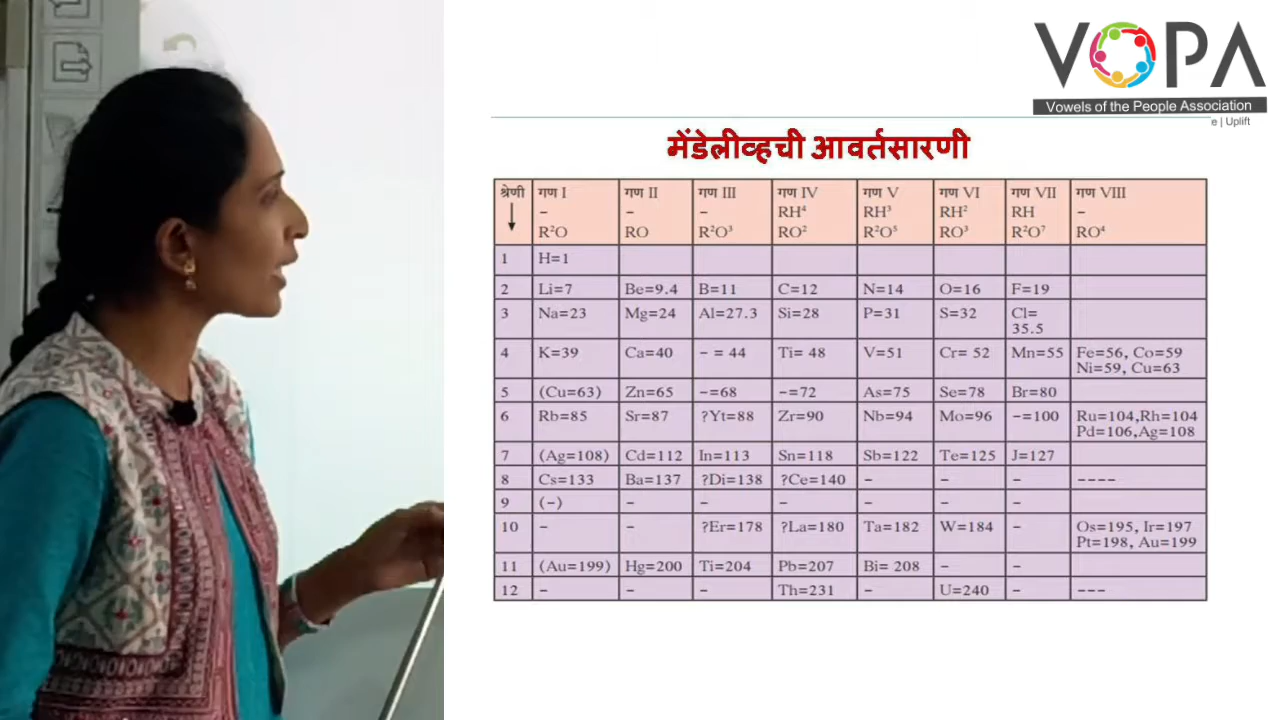 VOPA
Vowels of the People Association
e | Uplift
मेंडेलीव्हची आवर्तसारणी
श्रेणी ↓ गण I – R²O गण II – RO गण III – R²O³ गण IV RH⁴ RO² गण V RH³ R²O⁵ गण VI RH² RO³ गण VII RH R²O⁷ गण VIII – RO⁴
1 H=1
2 Li=7 Be=9.4 B=11 C=12 N=14 O=16 F=19
3 Na=23 Mg=24 Al=27.3 Si=28 P=31 S=32 Cl= 35.5
4 K=39 Ca=40 - = 44 Ti= 48 V=51 Cr= 52 Mn=55 Fe=56, Co=59 Ni=59, Cu=63
5 (Cu=63) Zn=65 -=68 -=72 As=75 Se=78 Br=80
6 Rb=85 Sr=87 ?Yt=88 Zr=90 Nb=94 Mo=96 -=100 Ru=104,Rh=104 Pd=106,Ag=108
7 (Ag=108) Cd=112 In=113 Sn=118 Sb=122 Te=125 J=127
8 Cs=133 Ba=137 ?Di=138 ?Ce=140 - - - ----
9 (-) - - - - - -
10 - - ?Er=178 ?La=180 Ta=182 W=184 - Os=195, Ir=197 Pt=198, Au=199
11 (Au=199) Hg=200 Ti=204 Pb=207 Bi= 208 - -
12 - - - Th=231 - U=240 - ---